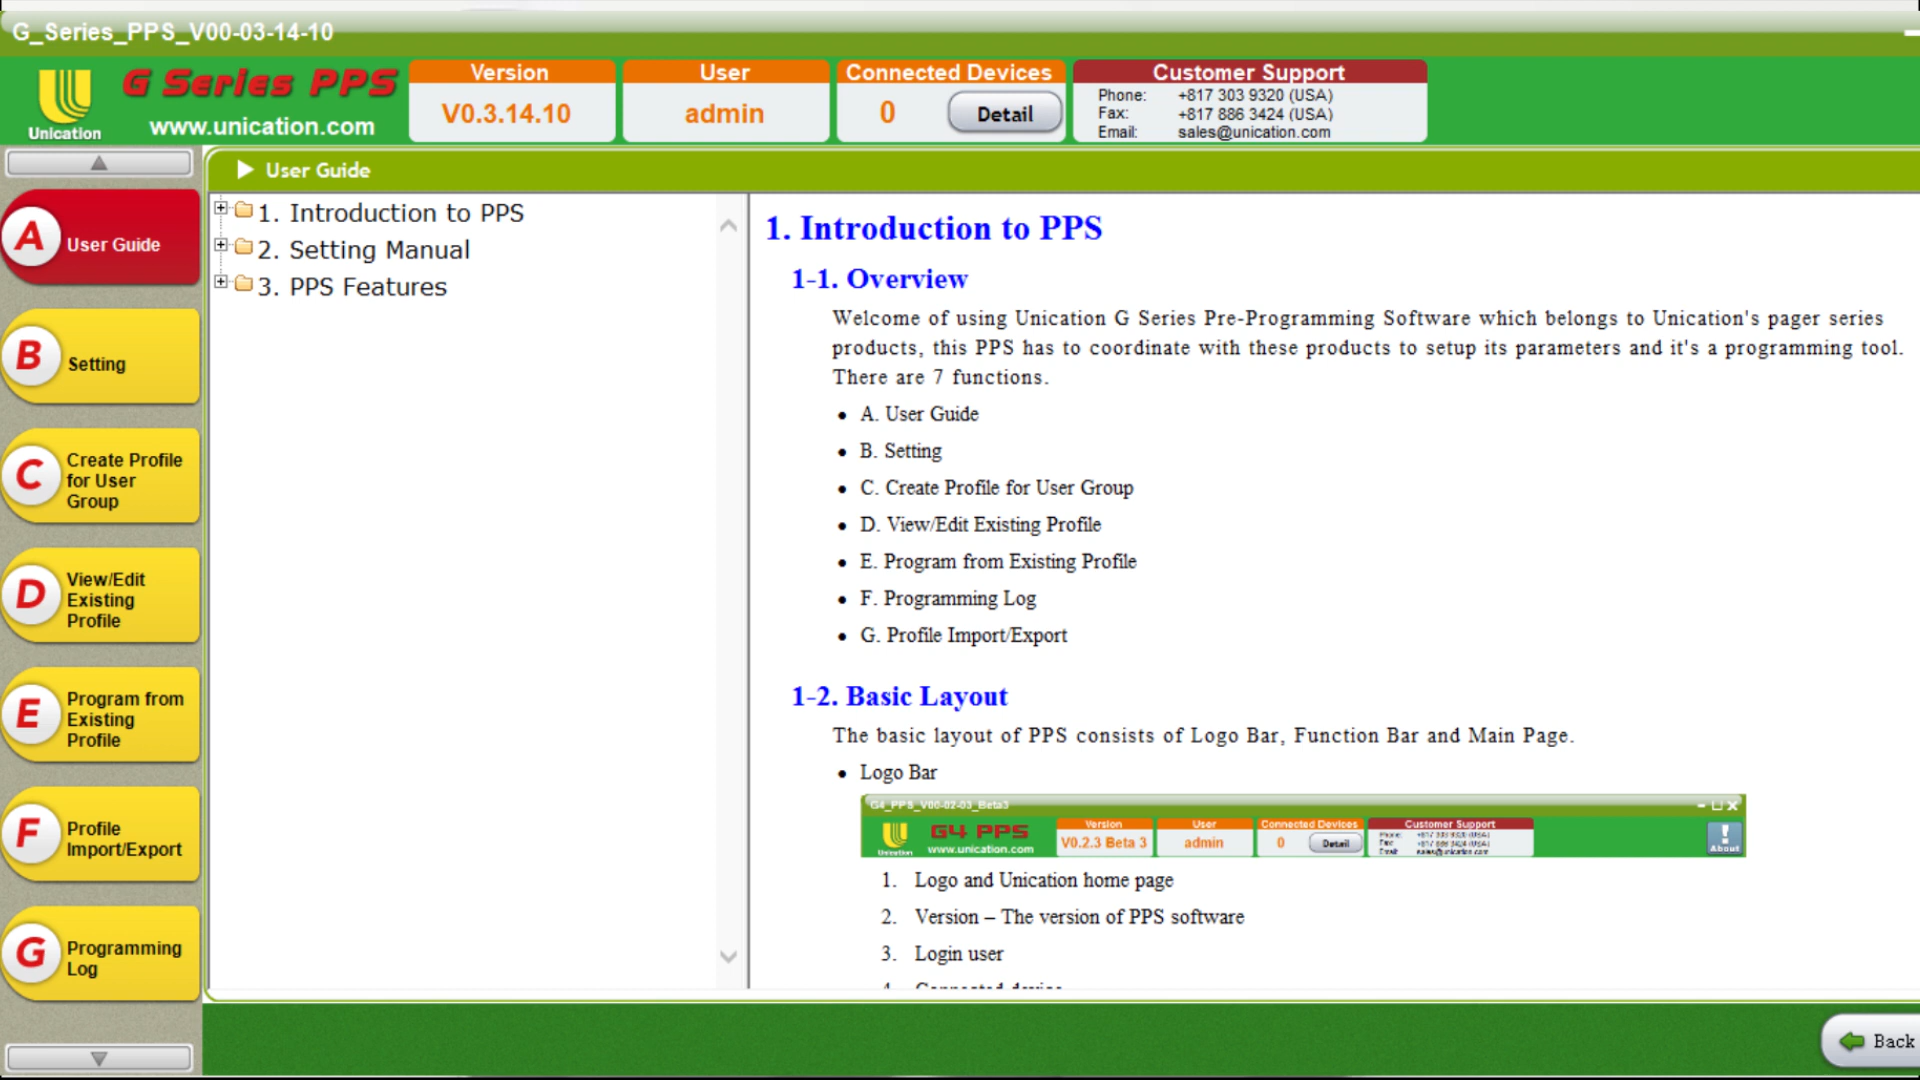 G_Series_PPS_V00-03-14-10
Unication
G Series PPS
www.unication.com
Version
V0.3.14.10
User
admin
Connected Devices
0
Detail
Customer Support
Phone: +817 303 9320 (USA)
Fax: +817 886 3424 (USA)
Email: sales@unication.com
A User Guide
B Setting
C Create Profile
for User
Group
D View/Edit
Existing
Profile
E Program from
Existing
Profile
F Profile
Import/Export
G Programming
Log
User Guide
1. Introduction to PPS
2. Setting Manual
3. PPS Features
1. Introduction to PPS
1-1. Overview
Welcome of using Unication G Series Pre-Programming Software which belongs to Unication's pager series
products, this PPS has to coordinate with these products to setup its parameters and it's a programming tool.
There are 7 functions.
• A. User Guide
• B. Setting
• C. Create Profile for User Group
• D. View/Edit Existing Profile
• E. Program from Existing Profile
• F. Programming Log
• G. Profile Import/Export
1-2. Basic Layout
The basic layout of PPS consists of Logo Bar, Function Bar and Main Page.
• Logo Bar
G4_PPS_V00-02-03_Beta3
Unication
G4 PPS
www.unication.com
Version
V0.2.3 Beta 3
User
admin
Connected Devices
0
Detail
Customer Support
About
1. Logo and Unication home page
2. Version – The version of PPS software
3. Login user
4. Connected device
Back